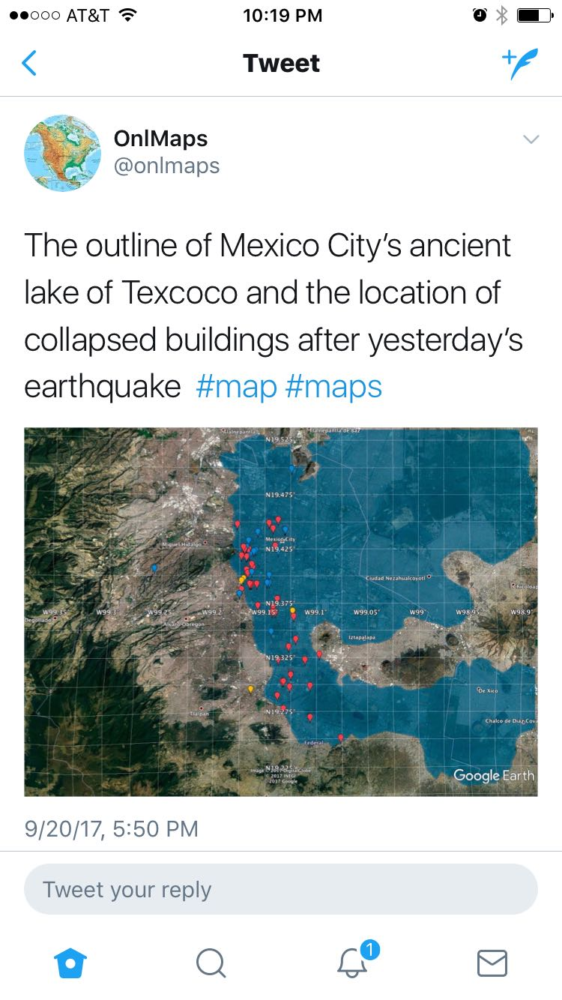 AT&T 10:19 PM
Tweet
OnlMaps
@onlmaps
The outline of Mexico City’s ancient
lake of Texcoco and the location of
collapsed buildings after yesterday’s
earthquake #map #maps
Tlalnepantla
Tlalnepantla de Baz
N19.525°
N19.475°
Miguel Hidalgo
Mexico City
N19.425°
Ciudad Nezahualcoyotl
Chicoloap
N19.375°
W99.35° W99.3 W99.25 W99.2 W99.15° W99.1° W99.05° W99° W98.95 W98.9°
Degollado
Alvaro Obregon
Iztapalapa
N19.325°
De Xico
Tlalpan
N19.275°
Chalco de Diaz Cova
Federal
N19.225°
Image © 2017 DigitalGlobe
© 2017 INEGI
2017 Google
Google Earth
9/20/17, 5:50 PM
Tweet your reply
1